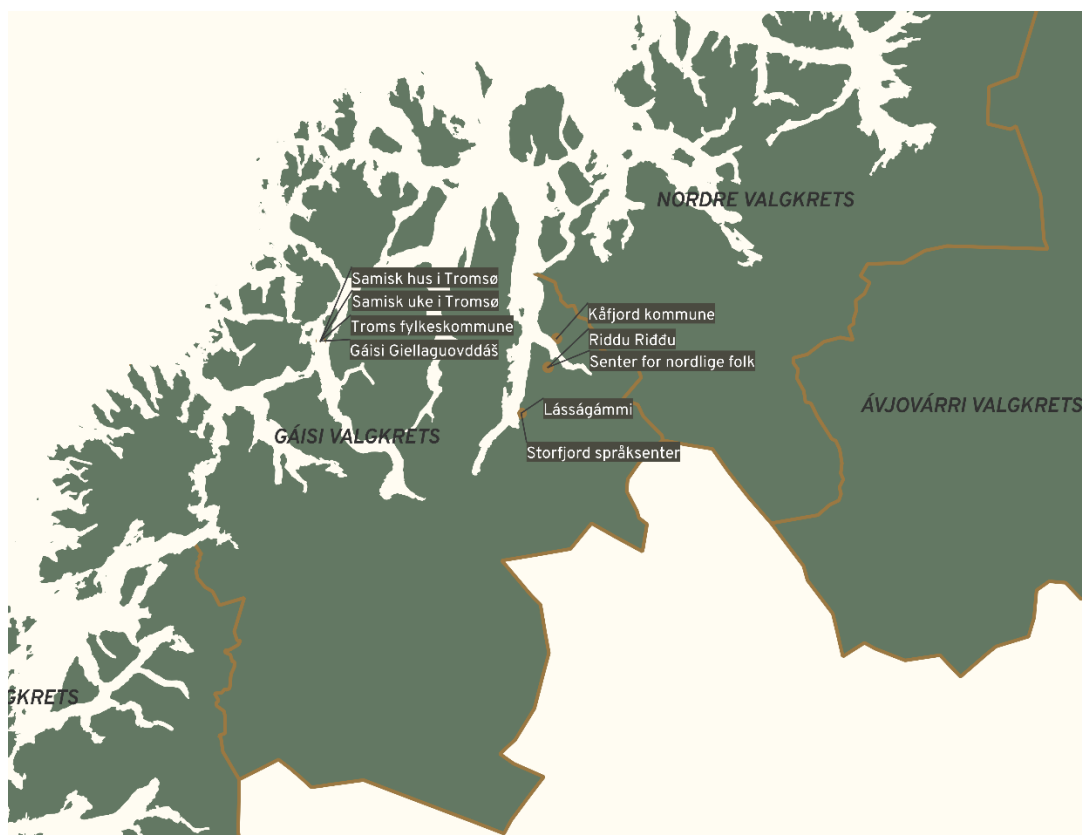 NORDRE VALGKRETS
Samisk hus i Tromsø
Samisk uke i Tromsø
Troms fylkeskommune
Gáisi Giellaguovddáš
Kåfjord kommune
Riddu Riđđu
Senter for nordlige folk
ÁVJOVÁRRI VALGKRETS
Lásságámmi
GÁISI VALGKRETS
Storfjord språksenter
GKRETS